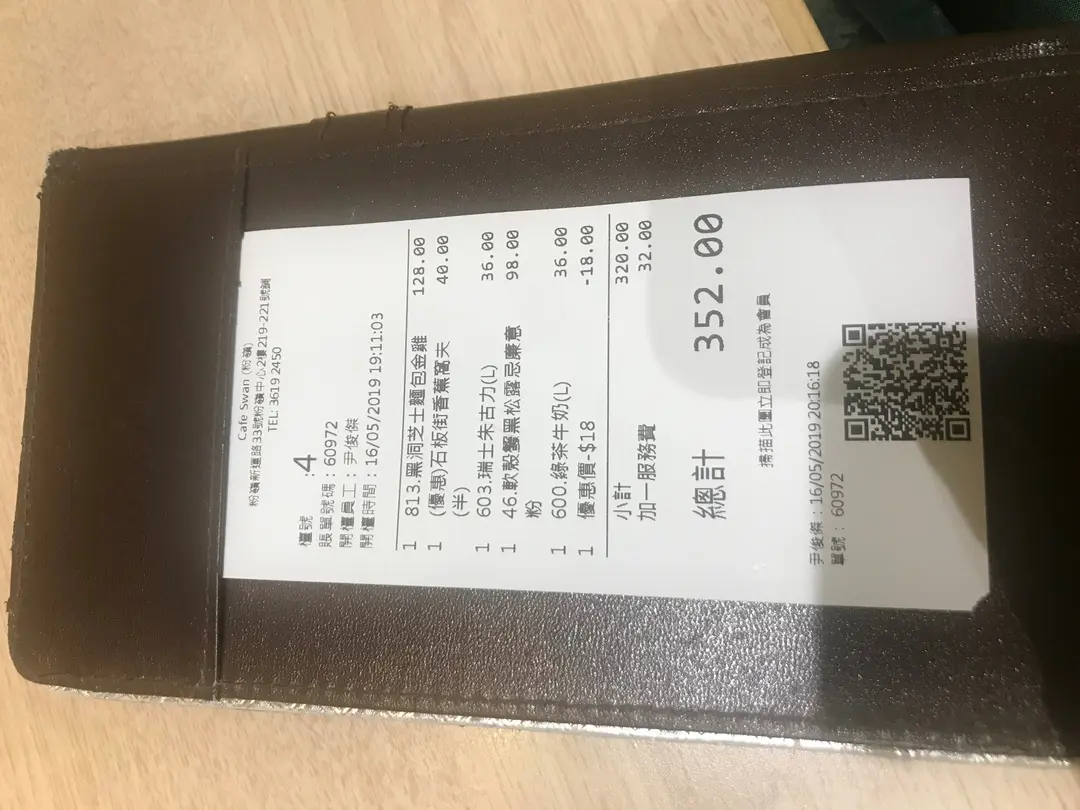 Cafe Swan (粉嶺)
粉嶺新運路33號粉嶺中心2樓219-221號鋪
TEL: 3619 2450
檯號 :4
賬單號碼 : 60972
開檯員工 : 尹俊傑
開檯時間 : 16/05/2019 19:11:03
1 813.黑洞芝士麵包金雞 128.00
1 (優惠)石板街香蕉窩夫 40.00
(半)
1 603.瑞士朱古力(L) 36.00
1 46.軟殼蟹黑松露忌廉意 98.00
粉
1 600.綠茶牛奶(L) 36.00
1 優惠價-$18 -18.00
小計 320.00
加一服務費 32.00
總計 352.00
掃描此圖立即登記成為會員
尹俊傑 : 16/05/2019 20:16:18
單號 : 60972